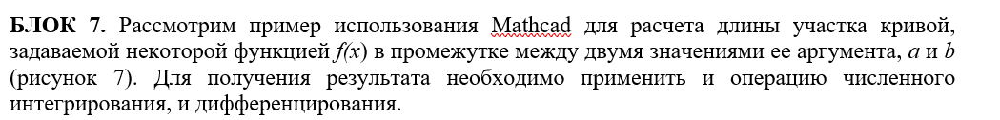 БЛОК 7. Рассмотрим пример использования Mathcad для расчета длины участка кривой,
задаваемой некоторой функцией f(x) в промежутке между двумя значениями ее аргумента, a и b
(рисунок 7). Для получения результата необходимо применить и операцию численного
интегрирования, и дифференцирования.